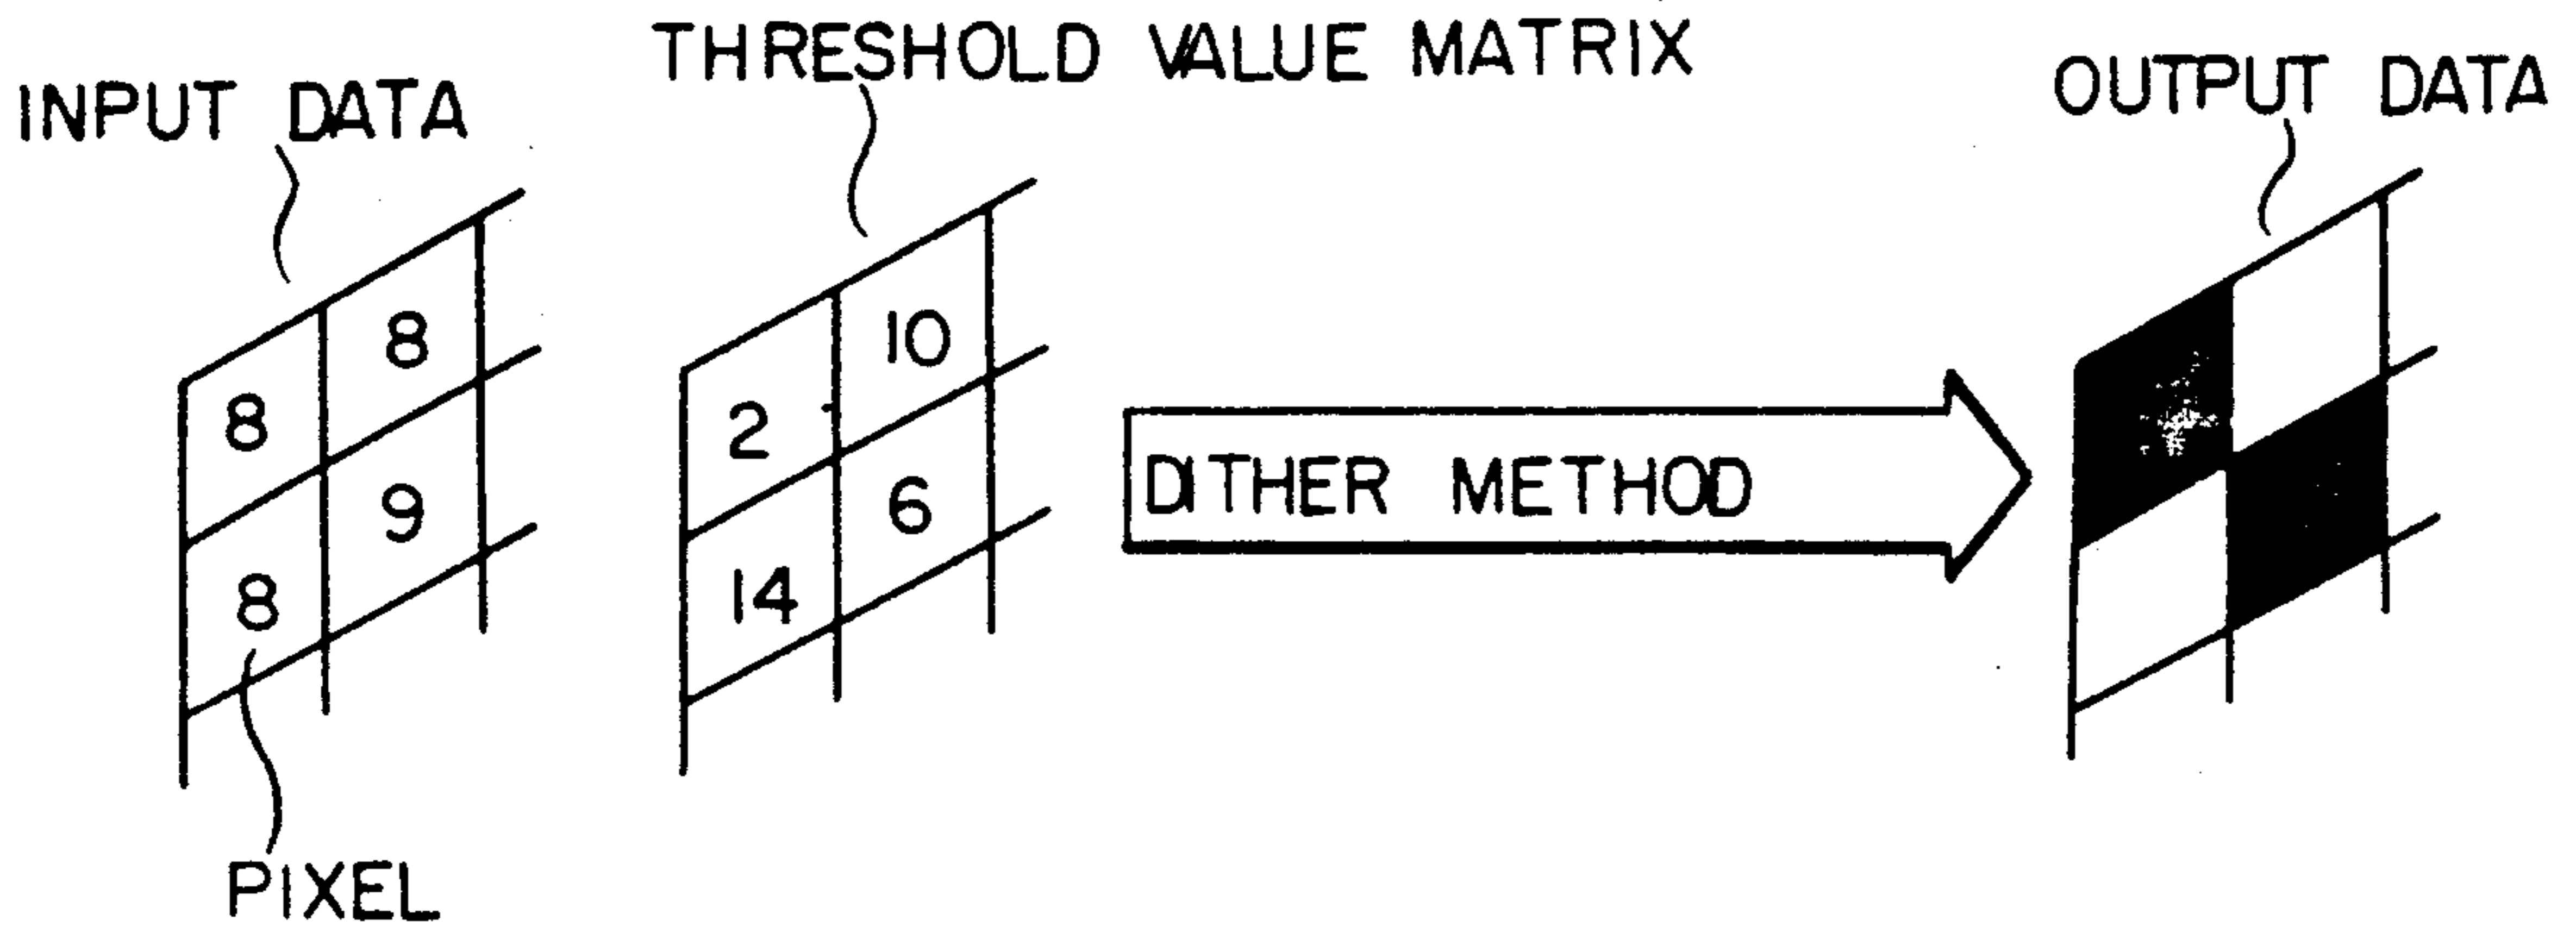 THRESHOLD VALUE MATRIX
INPUT DATA
OUTPUT DATA
8 8
8 9
2 10
14 6
DITHER METHOD
PIXEL